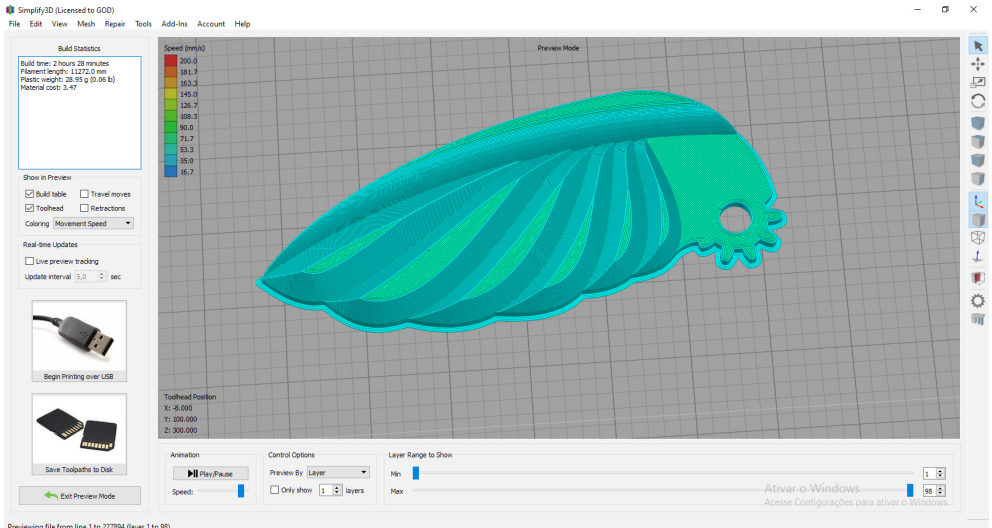 Simplify3D (Licensed to GOD)
File Edit View Mesh Repair Tools Add-Ins Account Help
Build Statistics
Build time: 2 hours 28 minutes
Filament length: 11272.0 mm
Plastic weight: 28.95 g (0.06 lb)
Material cost: 3.47
Show in Preview
Build table
Travel moves
Toolhead
Retractions
Coloring Movement Speed
Real-time Updates
Live preview tracking
Update interval 5,0 sec
Begin Printing over USB
Save Toolpaths to Disk
Exit Preview Mode
Speed (mm/s)
200.0
181.7
163.3
145.0
126.7
108.3
90.0
71.7
53.3
35.0
16.7
Preview Mode
Toolhead Position
X: -8.000
Y: 100.000
Z: 300.000
Animation
Play/Pause
Speed:
Control Options
Preview By Layer
Only show 1 layers
Layer Range to Show
Min 1
Max 98
Ativar o Windows
Acesse Configurações para ativar o Windows.
Previewing file from line 1 to 227894 (layer 1 to 98)